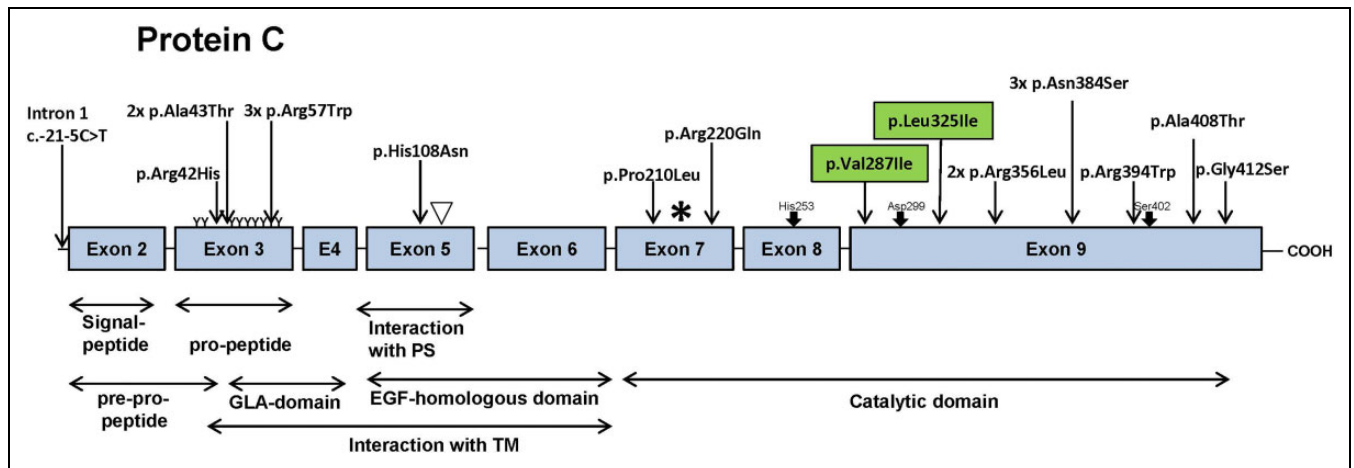 Protein C
Intron 1
c.-21-5C>T
2x p.Ala43Thr
3x p.Arg57Trp
p.Arg42His
p.His108Asn
p.Pro210Leu
p.Arg220Gln
p.Val287Ile
p.Leu325Ile
2x p.Arg356Leu
3x p.Asn384Ser
p.Arg394Trp
p.Ala408Thr
p.Gly412Ser
His253
Asp299
Ser402
YY YYYYYYYY
*
Exon 2
Exon 3
E4
Exon 5
Exon 6
Exon 7
Exon 8
Exon 9
COOH
Signal-
peptide
pro-peptide
Interaction
with PS
pre-pro-
peptide
GLA-domain
EGF-homologous domain
Catalytic domain
Interaction with TM